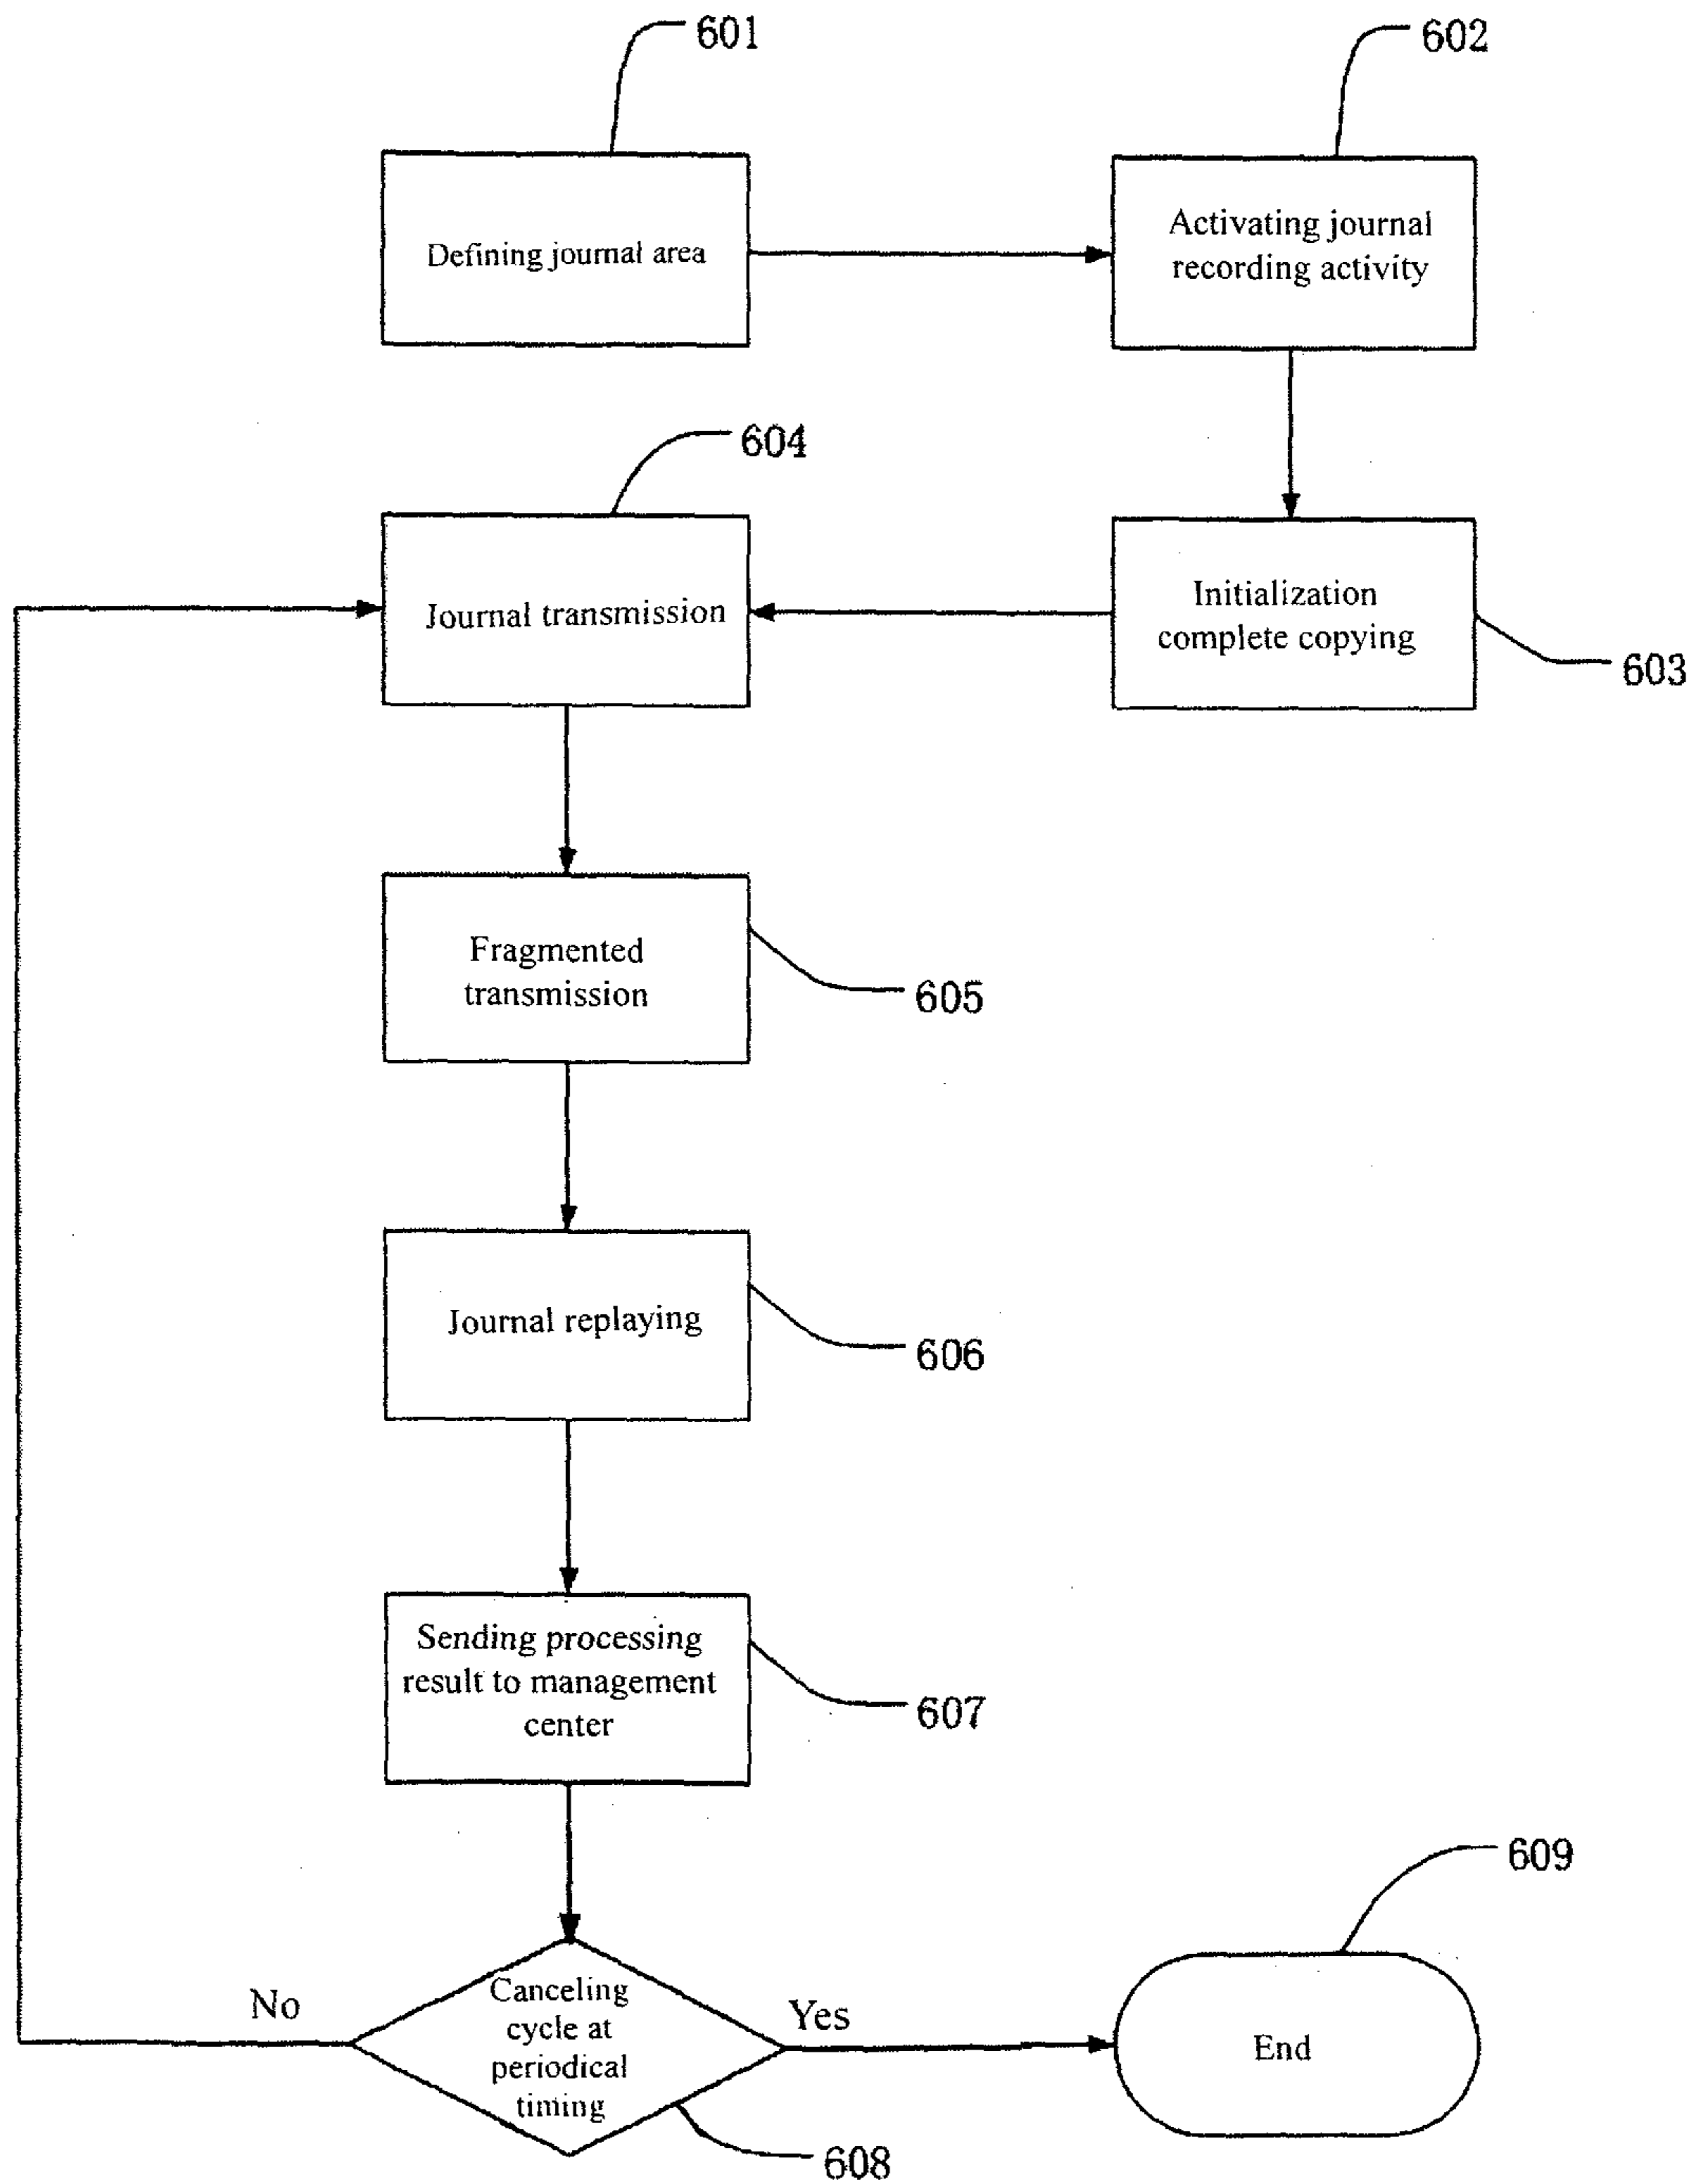 601
602
Defining journal area
Activating journal
recording activity
604
Journal transmission
Initialization
complete copying
603
Fragmented
transmission
605
Journal replaying
606
Sending processing
result to management
center
607
609
No
Canceling
cycle at
periodical
timing
Yes
End
608